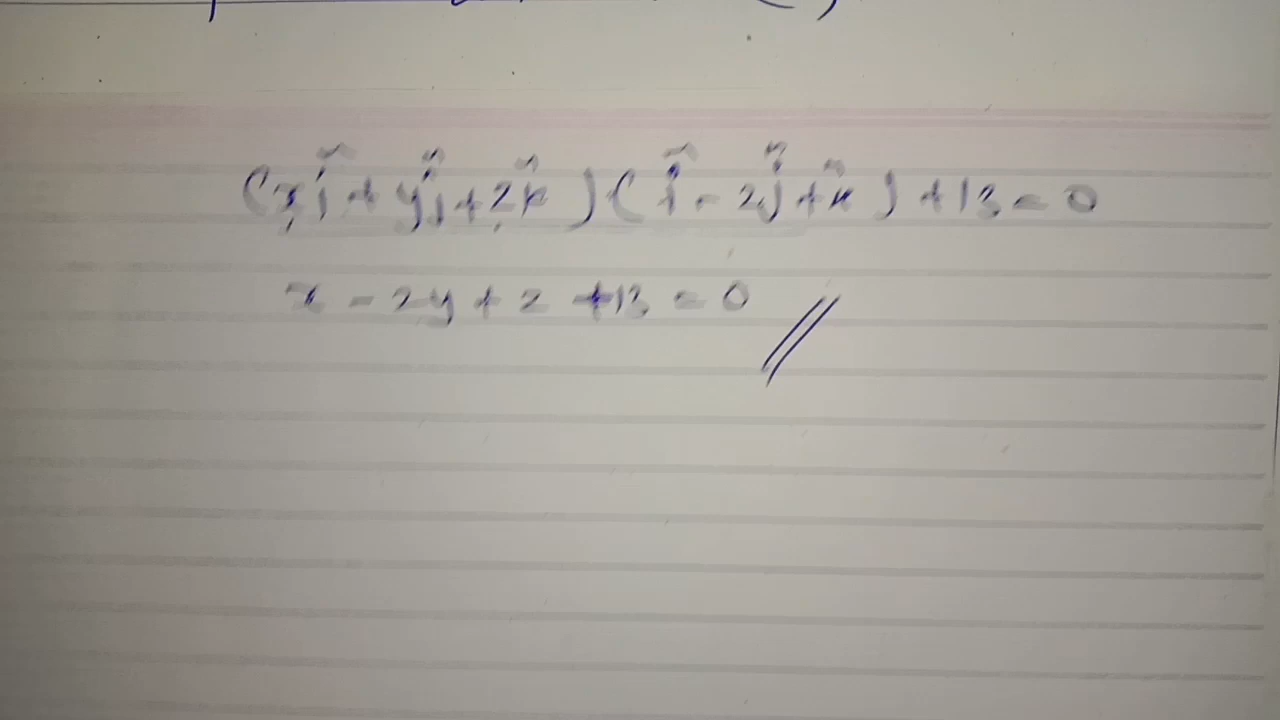 (xî + yĵ + zk̂)(î - 2ĵ + k̂) + 13 = 0
x - 2y + z + 13 = 0